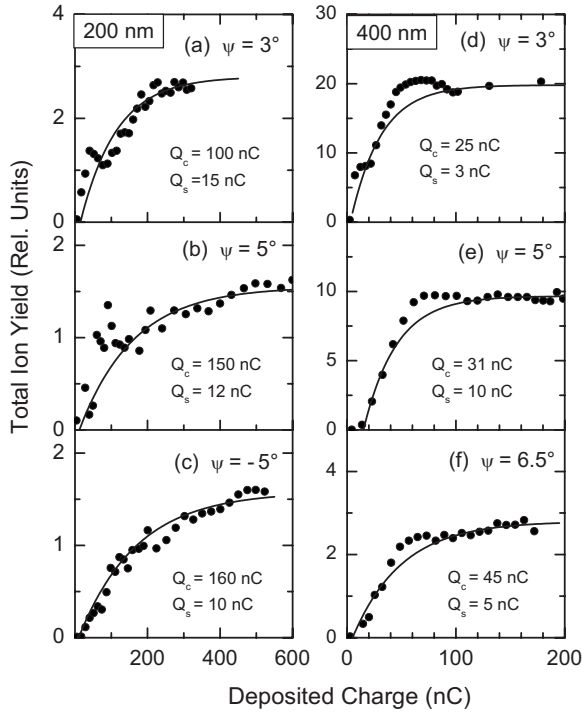 200 nm
400 nm
(a) ψ = 3°
Q_c = 100 nC
Q_s = 15 nC
4
2
0
(b) ψ = 5°
Q_c = 150 nC
Q_s = 12 nC
2
1
0
(c) ψ = -5°
Q_c = 160 nC
Q_s = 10 nC
2
1
0
0
200
400
600
(d) ψ = 3°
Q_c = 25 nC
Q_s = 3 nC
30
20
10
0
(e) ψ = 5°
Q_c = 31 nC
Q_s = 10 nC
15
10
5
0
(f) ψ = 6.5°
Q_c = 45 nC
Q_s = 5 nC
4
2
0
0
100
200
Total Ion Yield (Rel. Units)
Deposited Charge (nC)